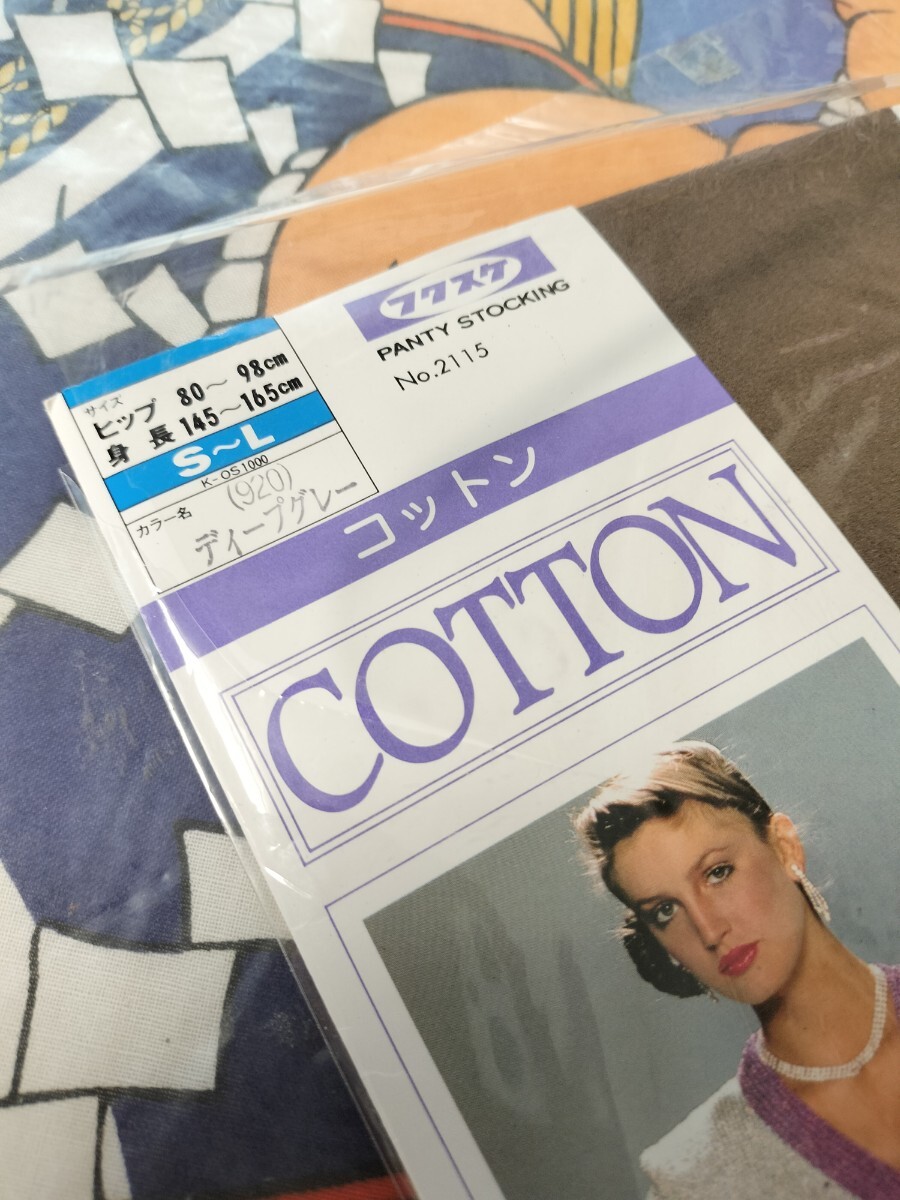 フクスケ
PANTY STOCKING
No.2115
サイズ
ヒップ 80～98cm
身長 145～165cm
S～L
K-OS1000
カラー名
(920)
ディープグレー
コットン
COTTON